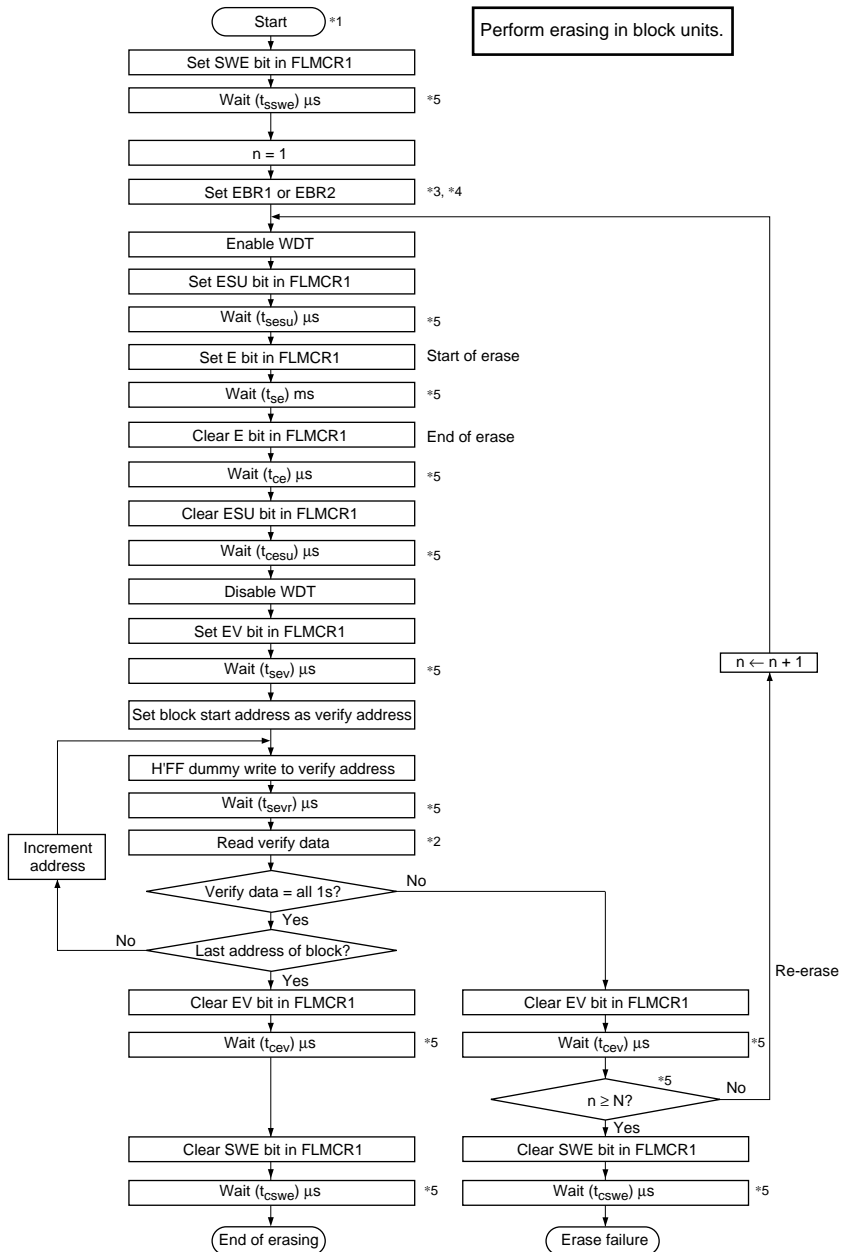 Start *1
Perform erasing in block units.
Set SWE bit in FLMCR1
Wait (tsswe) μs *5
n = 1
Set EBR1 or EBR2 *3, *4
Enable WDT
Set ESU bit in FLMCR1
Wait (tsesu) μs *5
Set E bit in FLMCR1 Start of erase
Wait (tse) ms *5
Clear E bit in FLMCR1 End of erase
Wait (tce) μs *5
Clear ESU bit in FLMCR1
Wait (tcesu) μs *5
Disable WDT
Set EV bit in FLMCR1
Wait (tsev) μs *5
n ← n + 1
Set block start address as verify address
H'FF dummy write to verify address
Wait (tsevr) μs *5
Read verify data *2
Increment
address
Verify data = all 1s?
No
Yes
No
Last address of block?
Yes
Re-erase
Clear EV bit in FLMCR1
Wait (tcev) μs *5
Clear SWE bit in FLMCR1
Wait (tcswe) μs *5
End of erasing
Clear EV bit in FLMCR1
Wait (tcev) μs *5
n ≥ N? *5
No
Yes
Clear SWE bit in FLMCR1
Wait (tcswe) μs *5
Erase failure